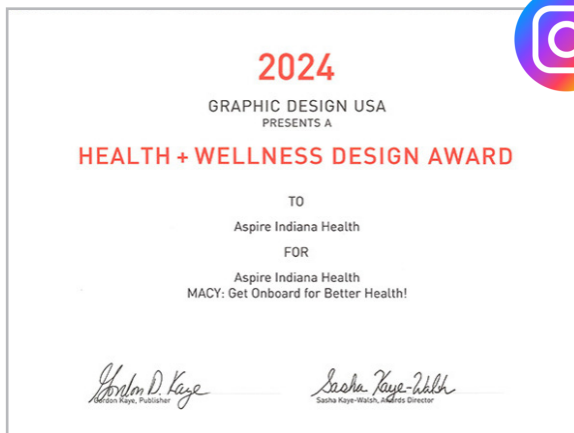 2024
GRAPHIC DESIGN USA
PRESENTS A
HEALTH + WELLNESS DESIGN AWARD
TO
Aspire Indiana Health
FOR
Aspire Indiana Health
MACY: Get Onboard for Better Health!
Gordon D. Kaye
Gordon Kaye, Publisher
Sasha Kaye-Walsh
Sasha Kaye-Walsh, Awards Director